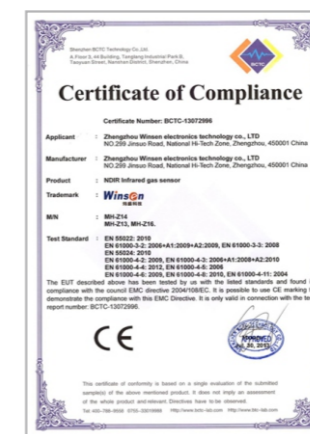 Shenzhen BCTC Technology Co., Ltd.
BCTC
Certificate of Compliance
Certificate Number: BCTC-13072996
Applicant : Zhengzhou Winsen electronics technology co., LTD
NO.299 Jinsuo Road, National Hi-Tech Zone, Zhengzhou, 450001 China
Manufacturer : Zhengzhou Winsen electronics technology co., LTD
NO.299 Jinsuo Road, National Hi-Tech Zone, Zhengzhou, 450001 China
Product : NDIR Infrared gas sensor
Trademark : Winsen
M/N : MH-Z14
MH-Z13, MH-Z16.
Test Standard : EN 55022: 2010
EN 61000-3-2: 2006+A1:2009+A2:2009, EN 61000-3-3: 2008
EN 55024: 2010
EN 61000-4-2: 2009, EN 61000-4-3: 2006+A1:2008+A2:2010
EN 61000-4-4: 2012, EN 61000-4-5: 2006
EN 61000-4-6: 2009, EN 61000-4-8: 2010, EN 61000-4-11: 2004
The EUT described above has been tested by us with the listed standards and found
compliance with the council EMC directive 2004/108/EC. It is possible to use CE marking
demonstrate the compliance with this EMC Directive. It is only valid in connection with the
report number: BCTC-13072996.
CE
APPROVED
This certificate of conformity is based on a single evaluation of the submitted
sample(s) of the above mentioned product. It does not imply an assessment
of the whole product and relevant Directives have to be observed.